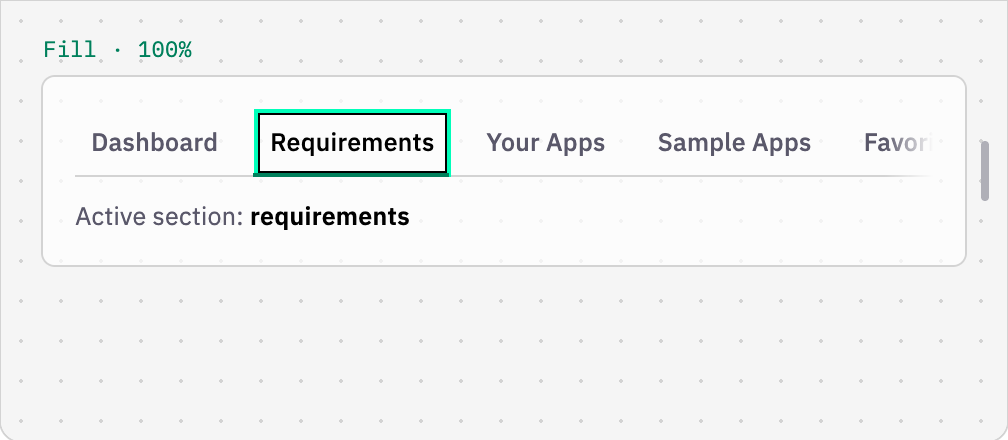 Fill · 100%
Dashboard Requirements Your Apps Sample Apps
Active section: requirements